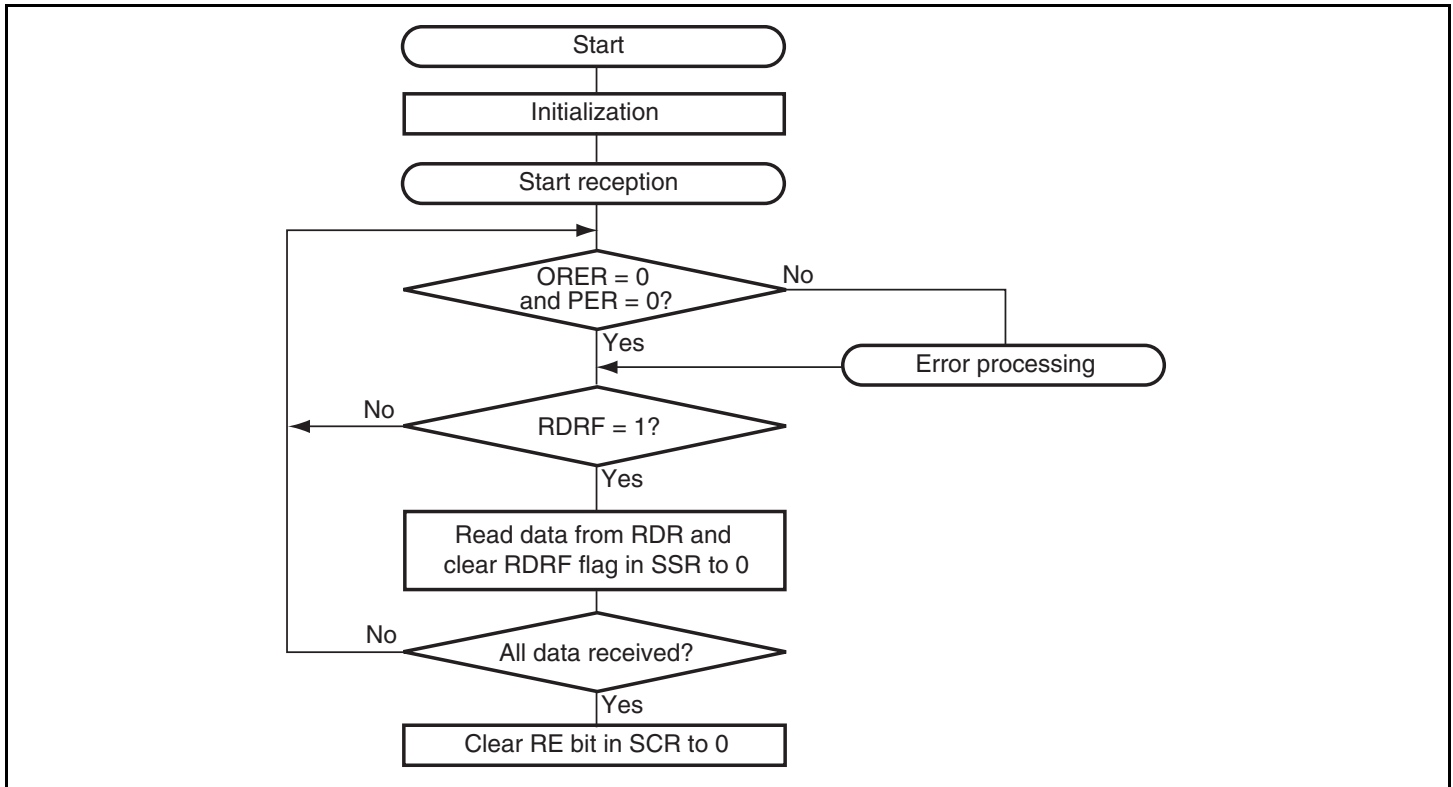 Start
Initialization
Start reception
ORER = 0
and PER = 0?
No
Yes
Error processing
No
RDRF = 1?
Yes
Read data from RDR and
clear RDRF flag in SSR to 0
No
All data received?
Yes
Clear RE bit in SCR to 0